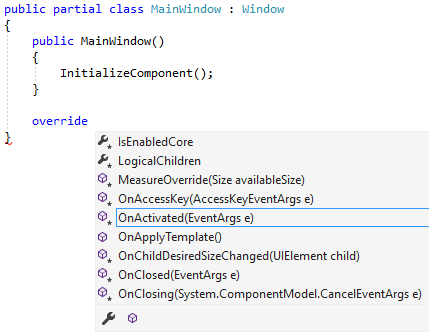 public partial class MainWindow : Window
{
public MainWindow()
{
InitializeComponent();
}
override
}
IsEnabledCore
LogicalChildren
MeasureOverride(Size availableSize)
OnAccessKey(AccessKeyEventArgs e)
OnActivated(EventArgs e)
OnApplyTemplate()
OnChildDesiredSizeChanged(UIElement child)
OnClosed(EventArgs e)
OnClosing(System.ComponentModel.CancelEventArgs e)